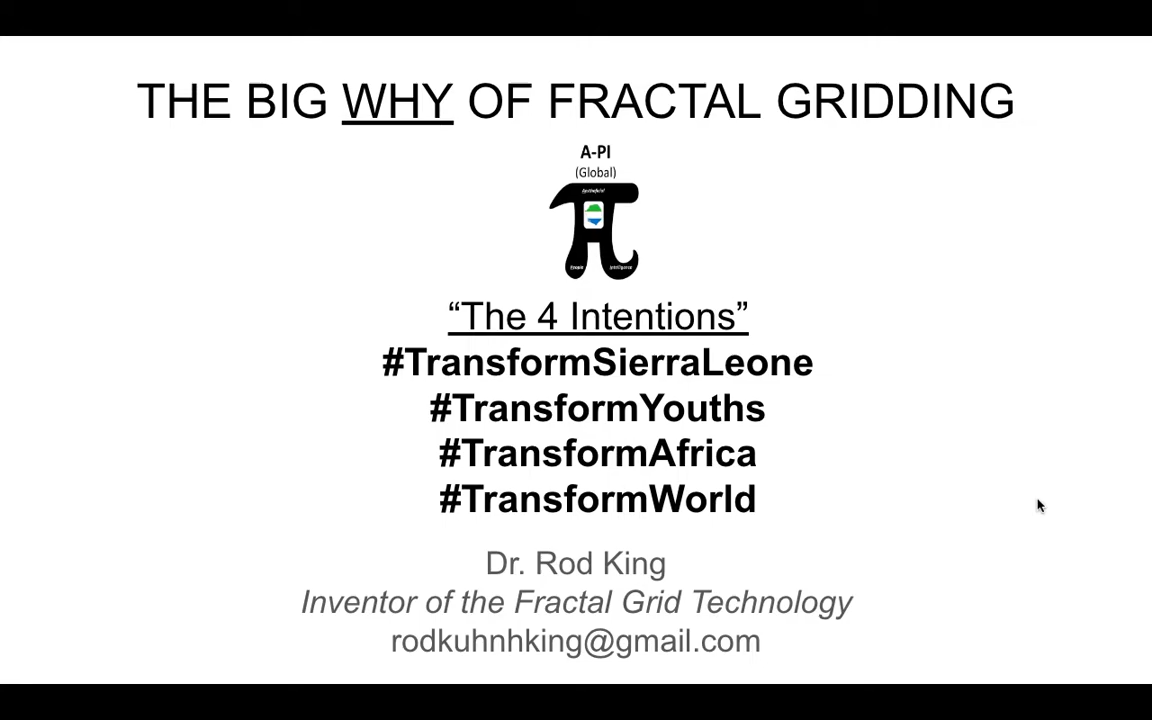 THE BIG WHY OF FRACTAL GRIDDING
A-PI
(Global)
“The 4 Intentions”
#TransformSierraLeone
#TransformYouths
#TransformAfrica
#TransformWorld
Dr. Rod King
Inventor of the Fractal Grid Technology
rodkuhnhking@gmail.com